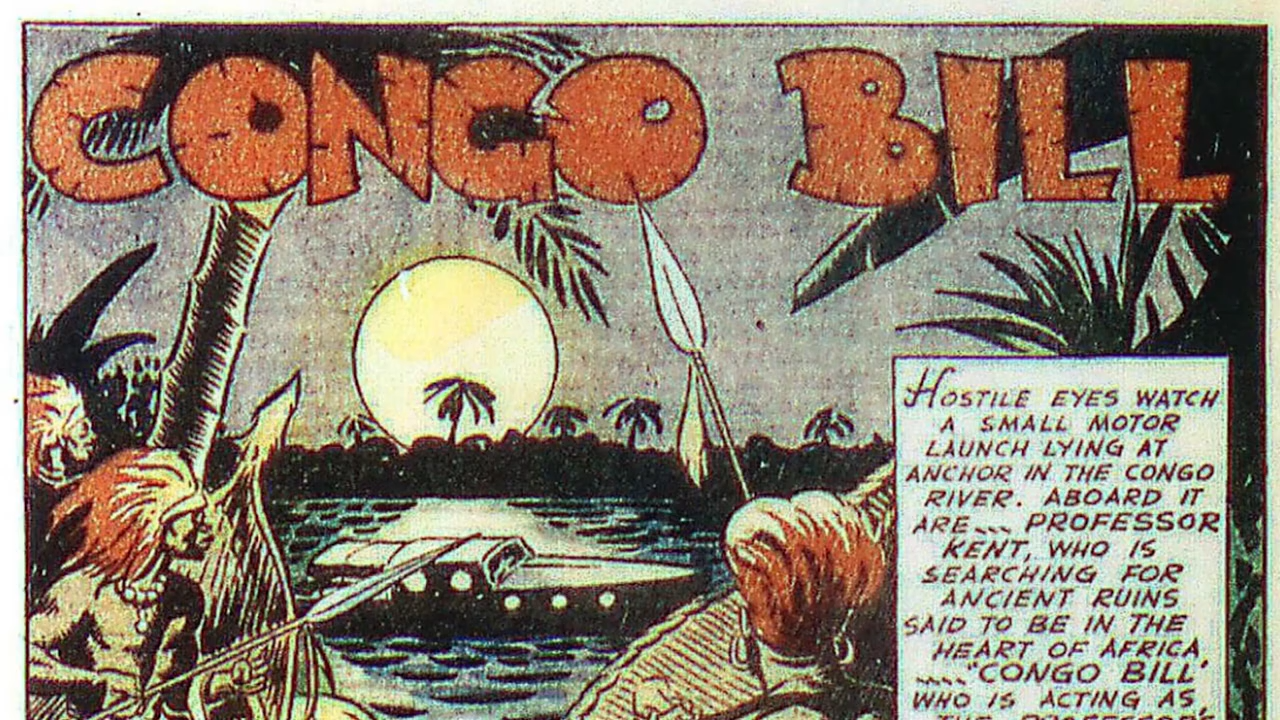 CONGO BILL
HOSTILE EYES WATCH
A SMALL MOTOR
LAUNCH LYING AT
ANCHOR IN THE CONGO
RIVER. ABOARD IT
ARE~~~ PROFESSOR
KENT, WHO IS
SEARCHING FOR
ANCIENT RUINS
SAID TO BE IN THE
HEART OF AFRICA,
~~~~"CONGO BILL"
WHO IS ACTING AS,